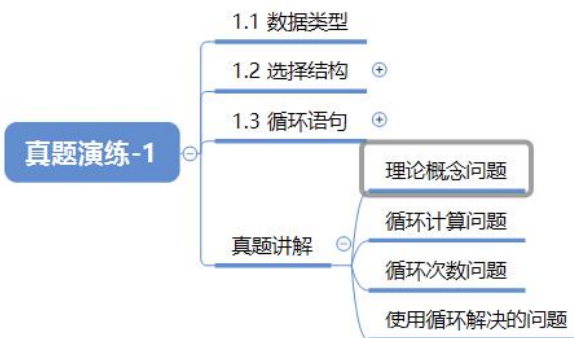 真题演练-1
1.1 数据类型
1.2 选择结构
1.3 循环语句
真题讲解
理论概念问题
循环计算问题
循环次数问题
使用循环解决的问题